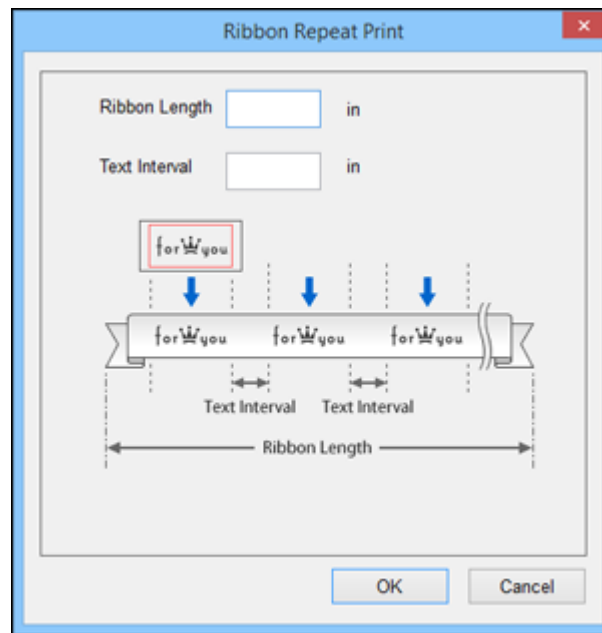 Ribbon Repeat Print
Ribbon Length in
Text Interval in
for you
for you for you for you
Text Interval Text Interval
Ribbon Length
OK Cancel